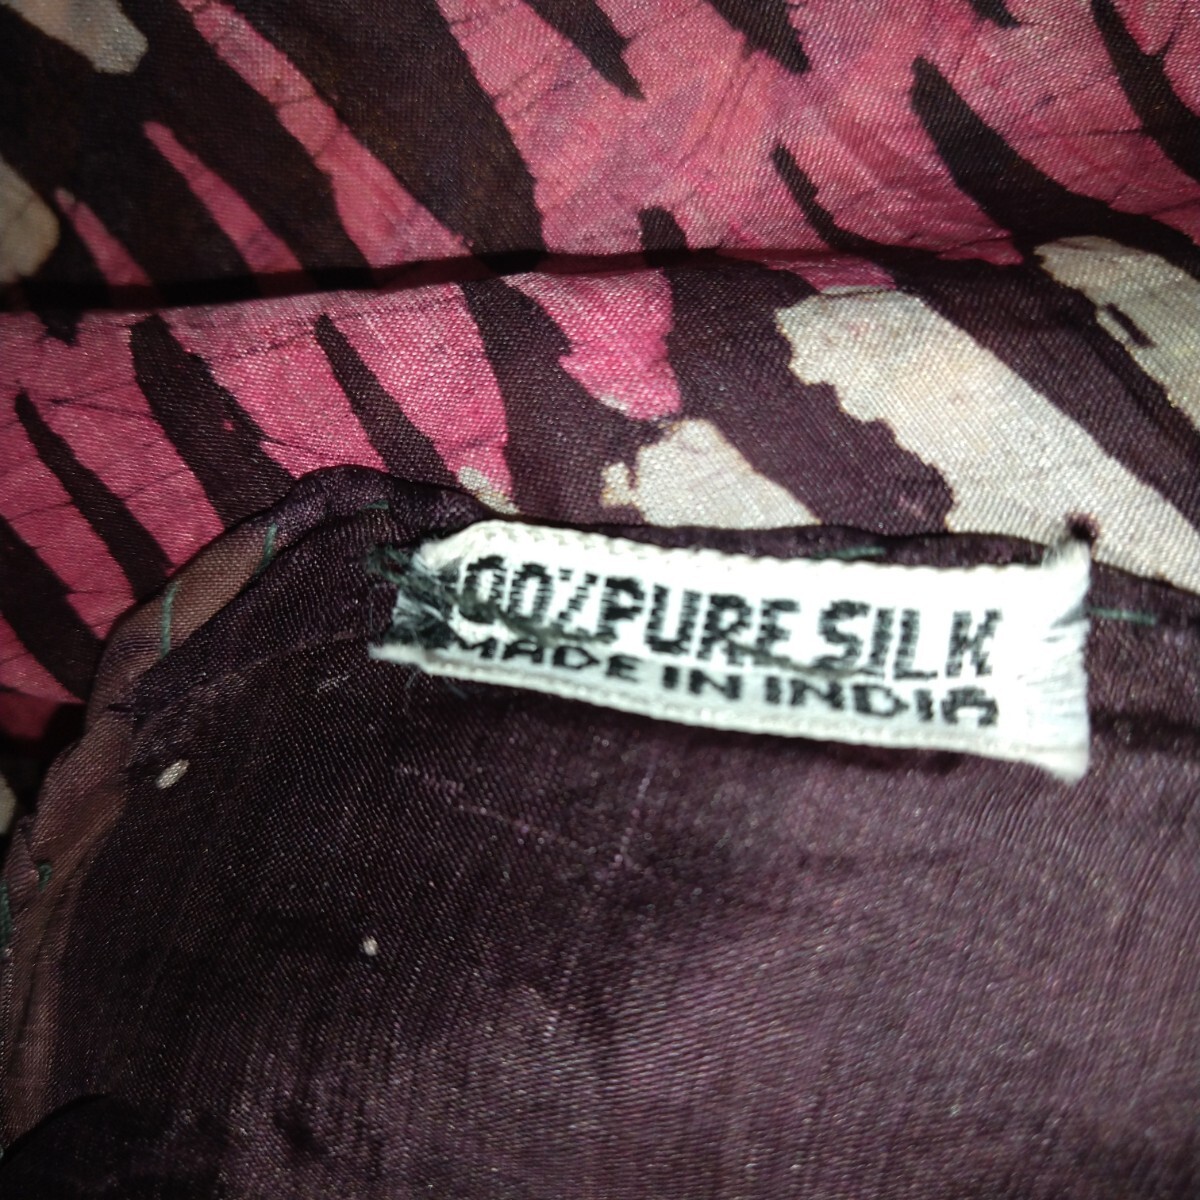 00% PURE SILK
MADE IN INDIA